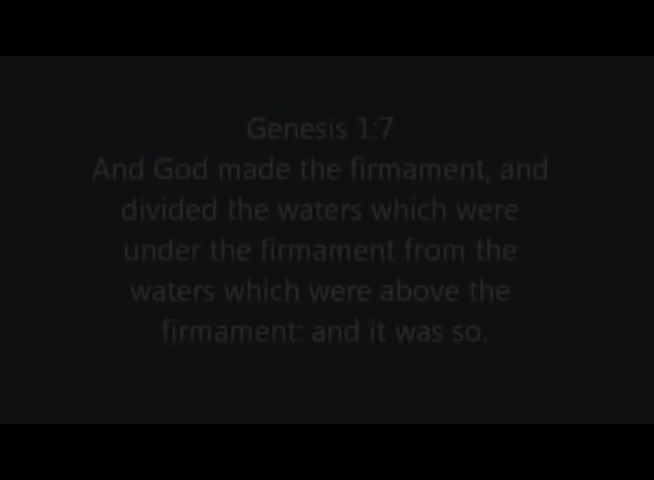 Genesis 1:7
And God made the firmament, and
divided the waters which were
under the firmament from the
waters which were above the
firmament: and it was so.